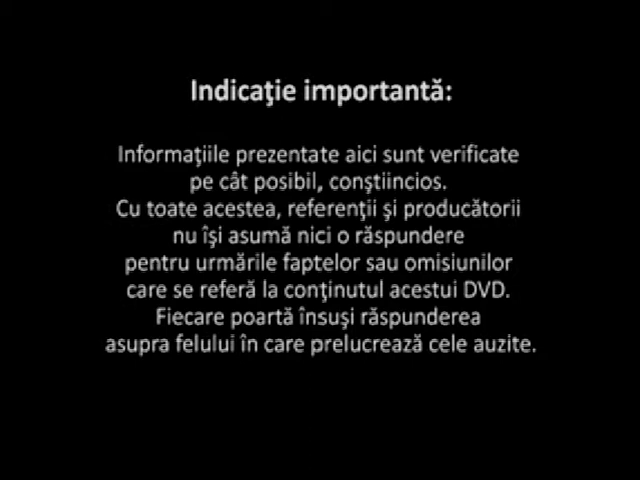 Indicaţie importantă:
Informaţiile prezentate aici sunt verificate
pe cât posibil, conştiincios.
Cu toate acestea, referenţii şi producătorii
nu îşi asumă nici o răspundere
pentru urmările faptelor sau omisiunilor
care se referă la conţinutul acestui DVD.
Fiecare poartă însuşi răspunderea
asupra felului în care prelucrează cele auzite.